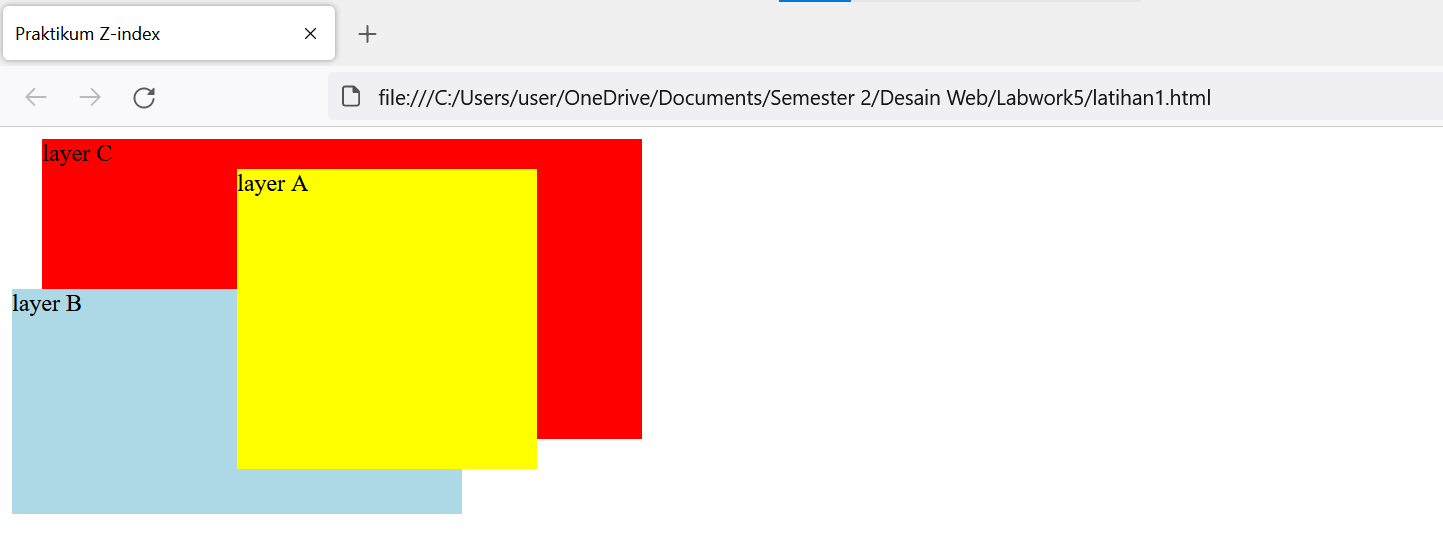 Praktikum Z-index
file:///C:/Users/user/OneDrive/Documents/Semester 2/Desain Web/Labwork5/latihan1.html
layer C
layer A
layer B